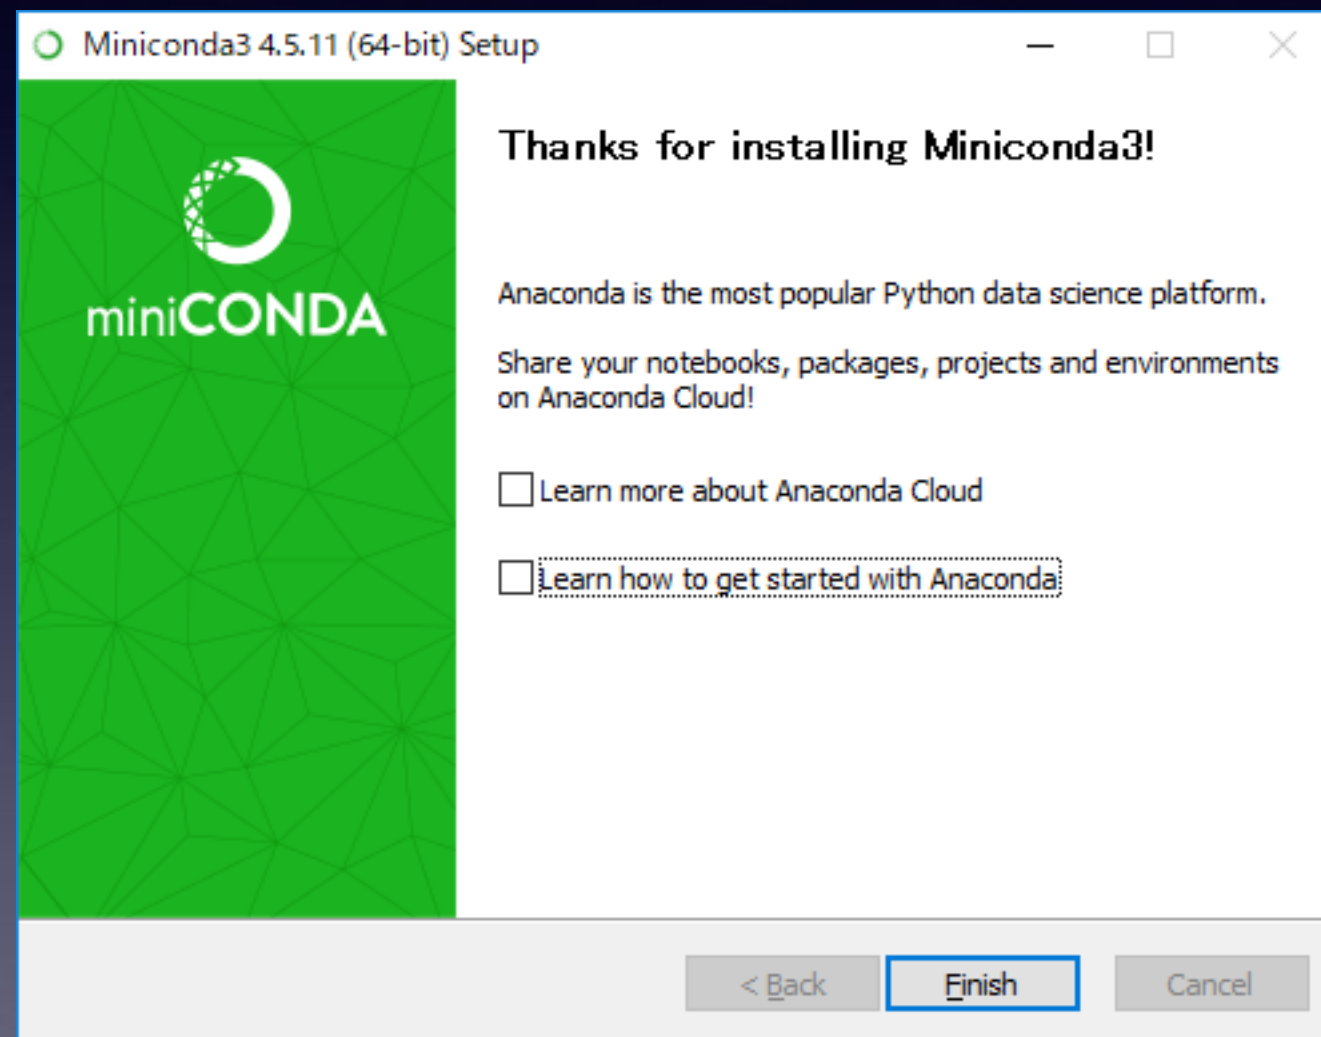 Miniconda3 4.5.11 (64-bit) Setup
miniCONDA
Thanks for installing Miniconda3!
Anaconda is the most popular Python data science platform.
Share your notebooks, packages, projects and environments
on Anaconda Cloud!
Learn more about Anaconda Cloud
Learn how to get started with Anaconda
< Back
Finish
Cancel